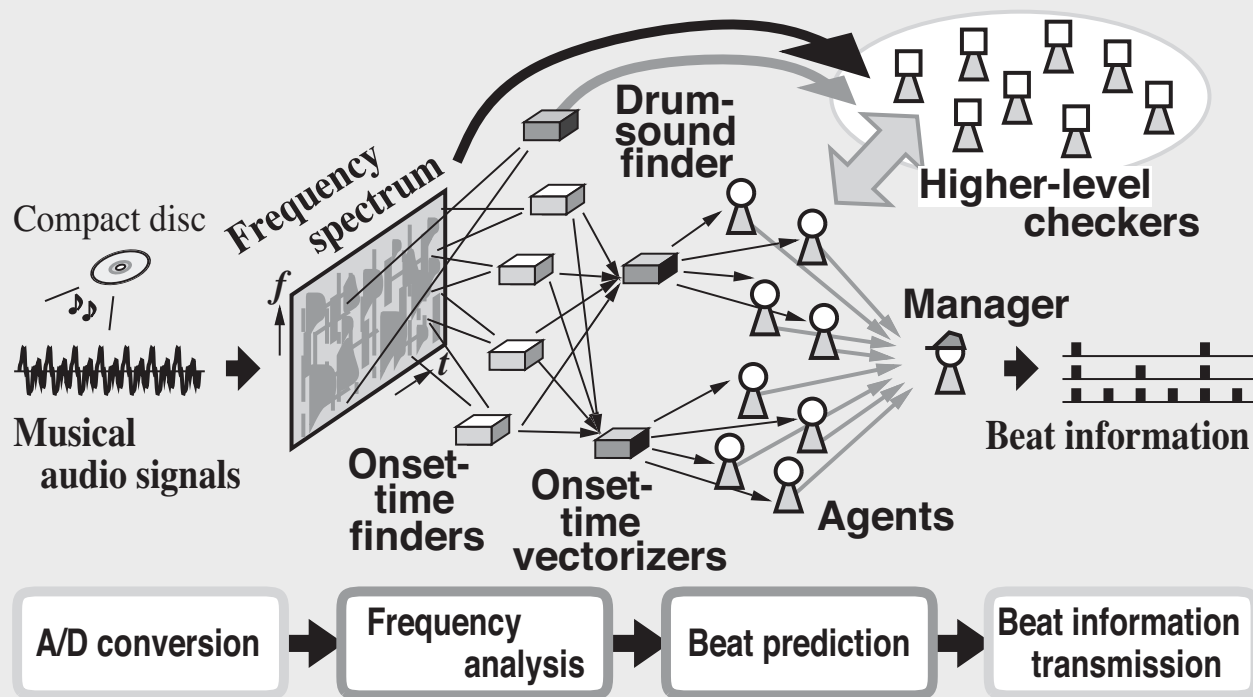 Drum-
sound
finder
Higher-level
checkers
Frequency
spectrum
Compact disc
f
t
Manager
Musical
audio signals
Onset-
time
finders
Onset-
time
vectorizers
Agents
Beat information
A/D conversion
Frequency
analysis
Beat prediction
Beat information
transmission